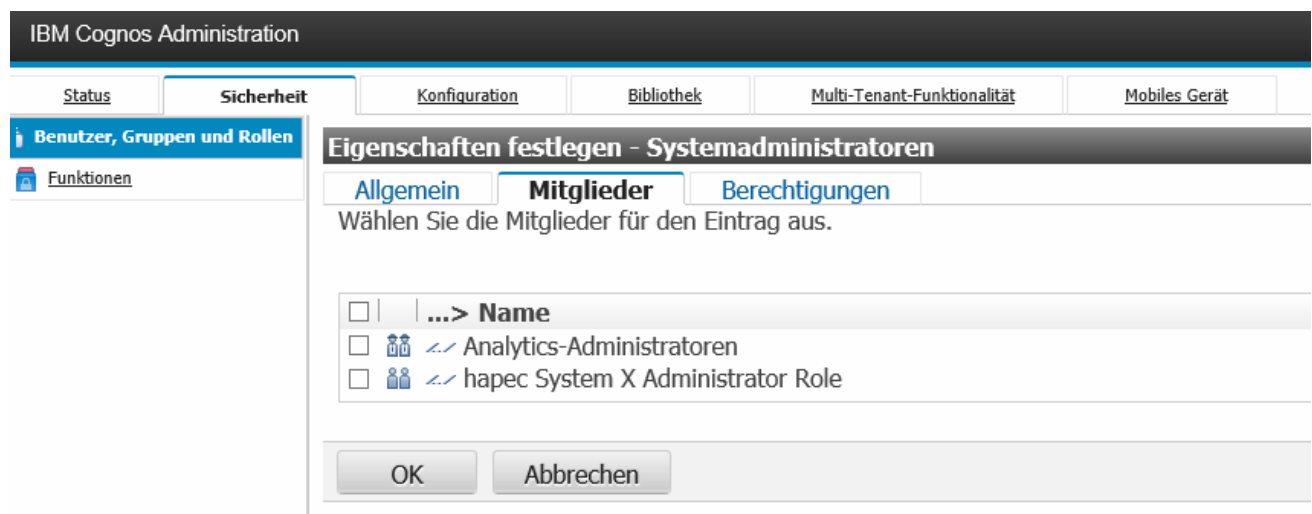 IBM Cognos Administration
Status Sicherheit Konfiguration Bibliothek Multi-Tenant-Funktionalität Mobiles Gerät
Benutzer, Gruppen und Rollen
Funktionen
Eigenschaften festlegen - Systemadministratoren
Allgemein Mitglieder Berechtigungen
Wählen Sie die Mitglieder für den Eintrag aus.
...> Name
Analytics-Administratoren
hapec System X Administrator Role
OK Abbrechen